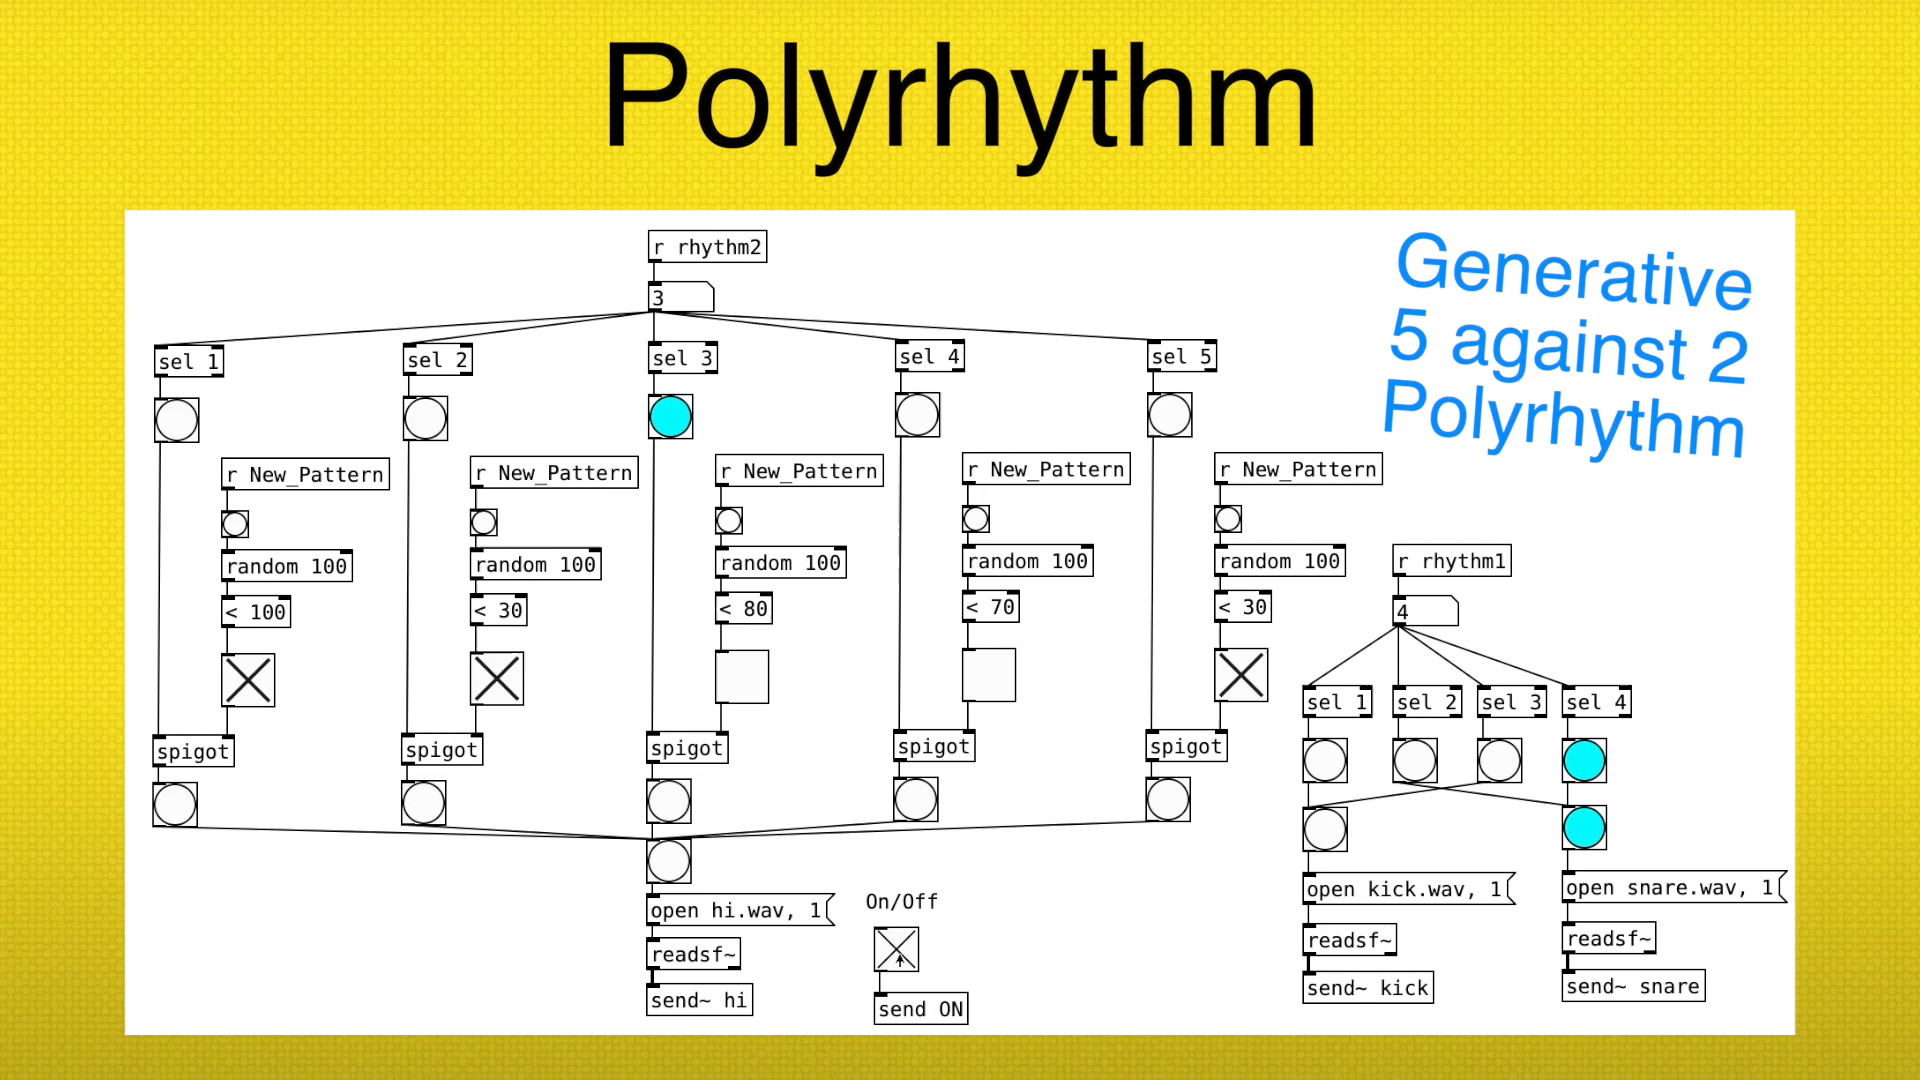 Polyrhythm
r rhythm2
3
Generative
5 against 2
Polyrhythm
sel 1
sel 2
sel 3
sel 4
sel 5
r New_Pattern
r New_Pattern
r New_Pattern
r New_Pattern
r New_Pattern
random 100
random 100
random 100
random 100
random 100
< 100
< 30
< 80
< 70
< 30
spigot
spigot
spigot
spigot
spigot
open hi.wav, 1
readsf~
send~ hi
On/Off
send ON
r rhythm1
4
sel 1
sel 2
sel 3
sel 4
open kick.wav, 1
open snare.wav, 1
readsf~
readsf~
send~ kick
send~ snare